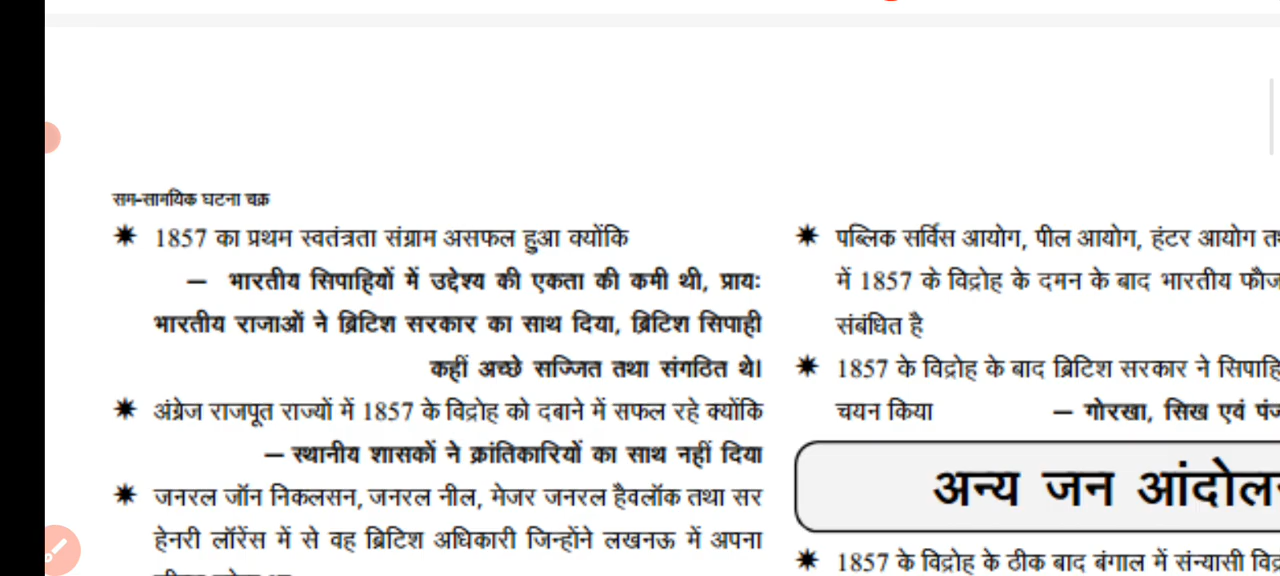 सम-सामयिक घटना चक्र
✷ 1857 का प्रथम स्वतंत्रता संग्राम असफल हुआ क्योंकि
– भारतीय सिपाहियों में उद्देश्य की एकता की कमी थी, प्रायः
भारतीय राजाओं ने ब्रिटिश सरकार का साथ दिया, ब्रिटिश सिपाही
कहीं अच्छे सज्जित तथा संगठित थे।
✷ अंग्रेज राजपूत राज्यों में 1857 के विद्रोह को दबाने में सफल रहे क्योंकि
– स्थानीय शासकों ने क्रांतिकारियों का साथ नहीं दिया
✷ जनरल जॉन निकलसन, जनरल नील, मेजर जनरल हैवलॉक तथा सर
हेनरी लॉरेंस में से वह ब्रिटिश अधिकारी जिन्होंने लखनऊ में अपना
✷ पब्लिक सर्विस आयोग, पील आयोग, हंटर आयोग
में 1857 के विद्रोह के दमन के बाद भारतीय
संबंधित है
✷ 1857 के विद्रोह के बाद ब्रिटिश सरकार ने
चयन किया – गोरखा, सिख एवं
अन्य जन
✷ 1857 के विद्रोह के ठीक बाद बंगाल में संन्यासी